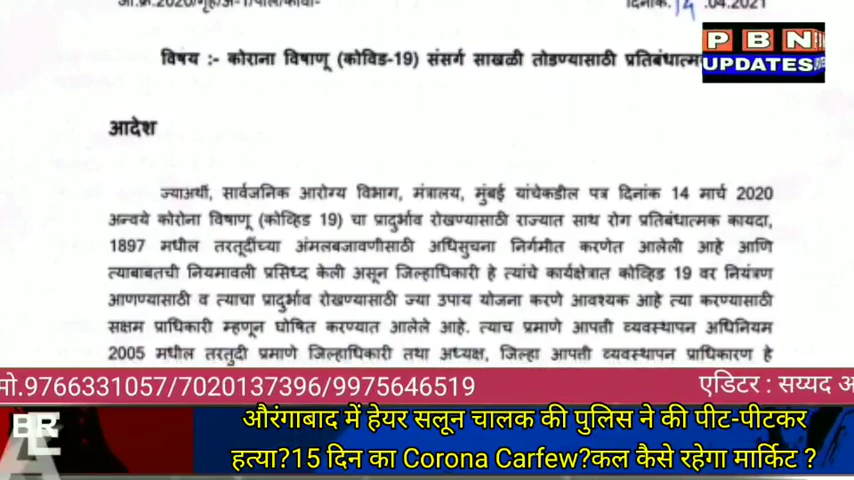 दिनांक. 14 .04.2021
PBN
UPDATES
विषय :- कोराना विषाणू (कोविड-19) संसर्ग साखळी तोडण्यासाठी
आदेश
ज्याअर्थी, सार्वजनिक आरोग्य विभाग, मंत्रालय, मुंबई यांचेकडील पत्र दिनांक 14 मार्च 2020
अन्वये कोरोना विषाणू (कोव्हिड 19) चा प्रादुर्भाव रोखण्यासाठी राज्यात साथ रोग प्रतिबंधात्मक कायदा,
1897 मधील तरतूदींच्या अंमलबजावणीसाठी अधिसुचना निर्गमीत करणेत आलेली आहे आणि
त्याबाबतची नियमावली प्रसिध्द केली असून जिल्हाधिकारी हे त्यांचे कार्यक्षेत्रात कोव्हिड 19 वर नियंत्रण
आणण्यासाठी व त्याचा प्रादुर्भाव रोखण्यासाठी ज्या उपाय योजना करणे आवश्यक आहे त्या करण्यासाठी
सक्षम प्राधिकारी म्हणून घोषित करण्यात आलेले आहे. त्याच प्रमाणे आपत्ती व्यवस्थापन अधिनियम
2005 मधील तरतुदी प्रमाणे जिल्हाधिकारी तथा अध्यक्ष, जिल्हा आपत्ती व्यवस्थापन प्राधिकारण हे
मो.9766331057/7020137396/9975646519 एडिटर : सय्यद
औरंगाबाद में हेयर सलून चालक की पुलिस ने की पीट-पीटकर
हत्या?15 दिन का Corona Carfew?कल कैसे रहेगा मार्किट ?